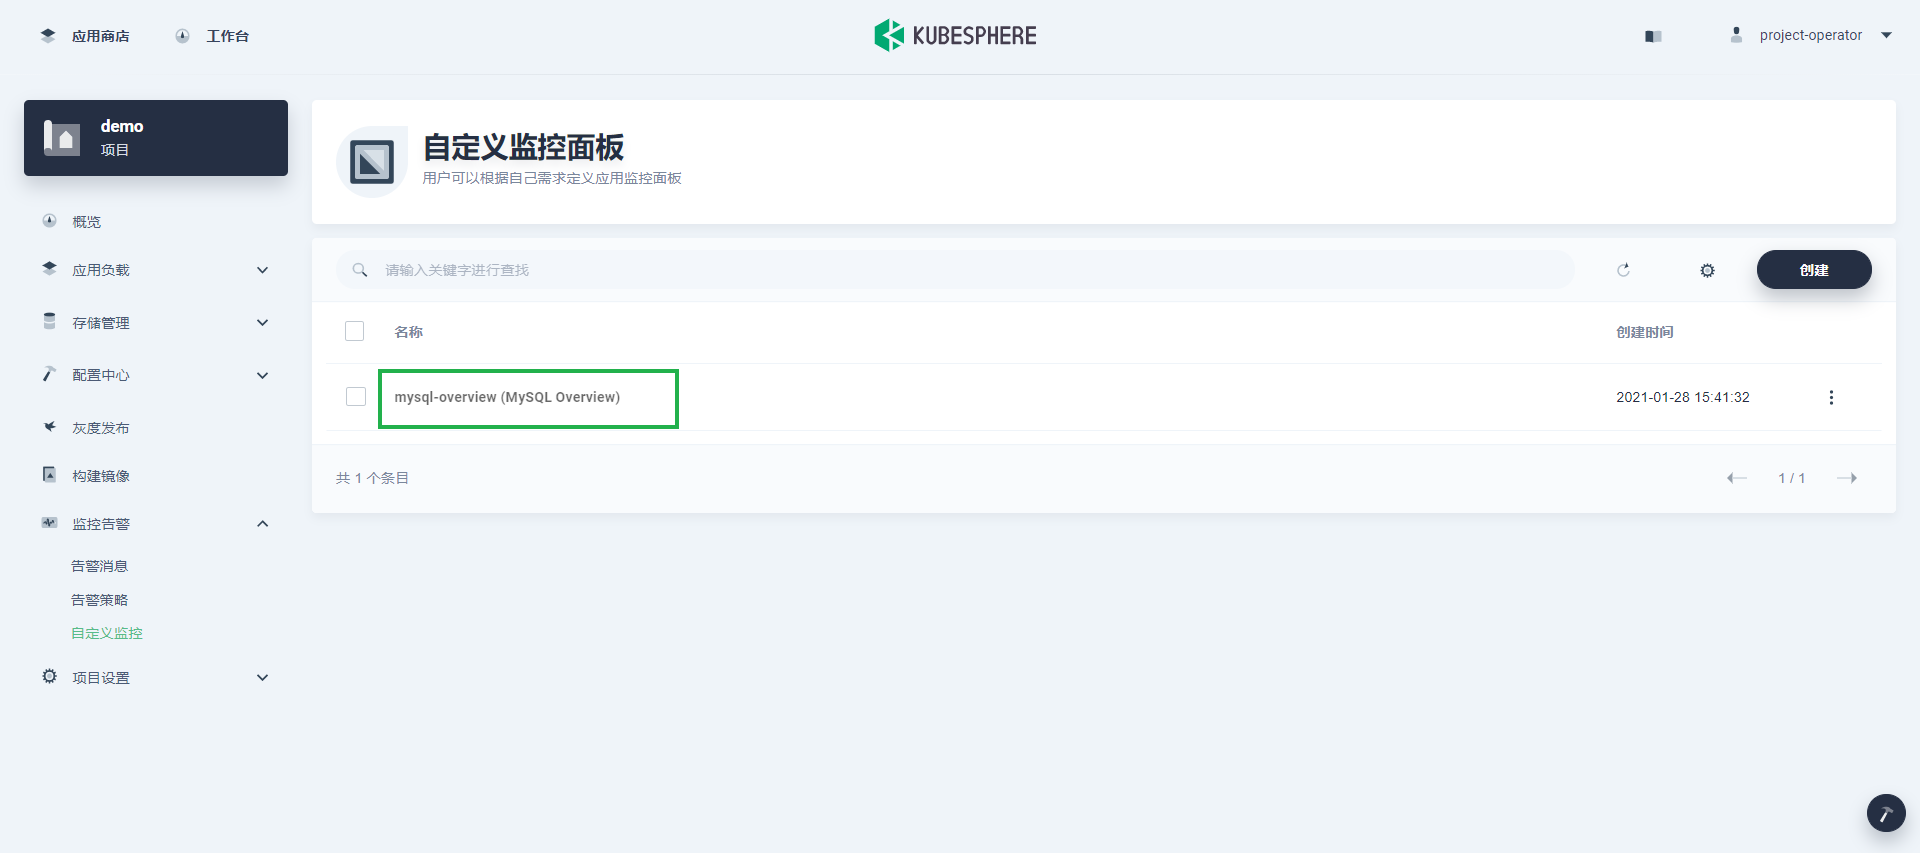 应用商店
工作台
KUBESPHERE
project-operator
demo
项目
概览
应用负载
存储管理
配置中心
灰度发布
构建镜像
监控告警
告警消息
告警策略
自定义监控
项目设置
自定义监控面板
用户可以根据自己需求定义应用监控面板
请输入关键字进行查找
创建
名称
创建时间
mysql-overview (MySQL Overview)
2021-01-28 15:41:32
共 1 个条目
1 / 1